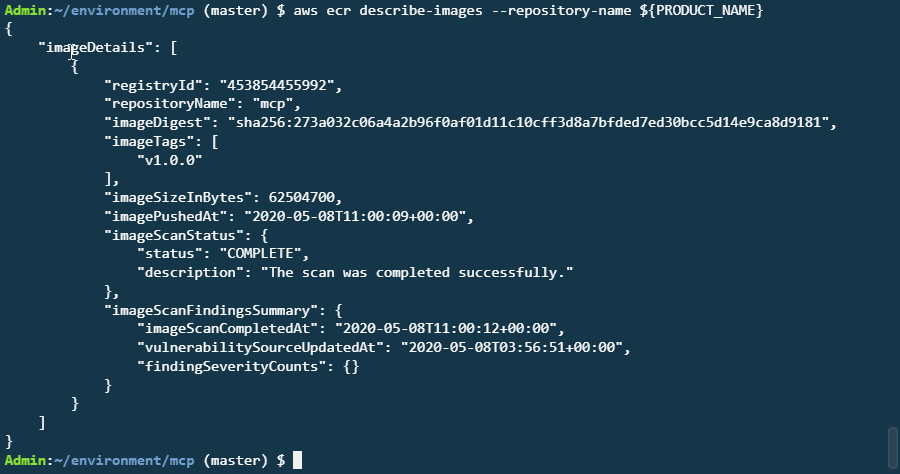 Admin:~/environment/mcp (master) $ aws ecr describe-images --repository-name ${PRODUCT_NAME}
{
    "imageDetails": [
        {
            "registryId": "453854455992",
            "repositoryName": "mcp",
            "imageDigest": "sha256:273a032c06a4a2b96f0af01d11c10cff3d8a7bfded7ed30bcc5d14e9ca8d9181",
            "imageTags": [
                "v1.0.0"
            ],
            "imageSizeInBytes": 62504700,
            "imagePushedAt": "2020-05-08T11:00:09+00:00",
            "imageScanStatus": {
                "status": "COMPLETE",
                "description": "The scan was completed successfully."
            },
            "imageScanFindingsSummary": {
                "imageScanCompletedAt": "2020-05-08T11:00:12+00:00",
                "vulnerabilitySourceUpdatedAt": "2020-05-08T03:56:51+00:00",
                "findingSeverityCounts": {}
            }
        }
    ]
}
Admin:~/environment/mcp (master) $